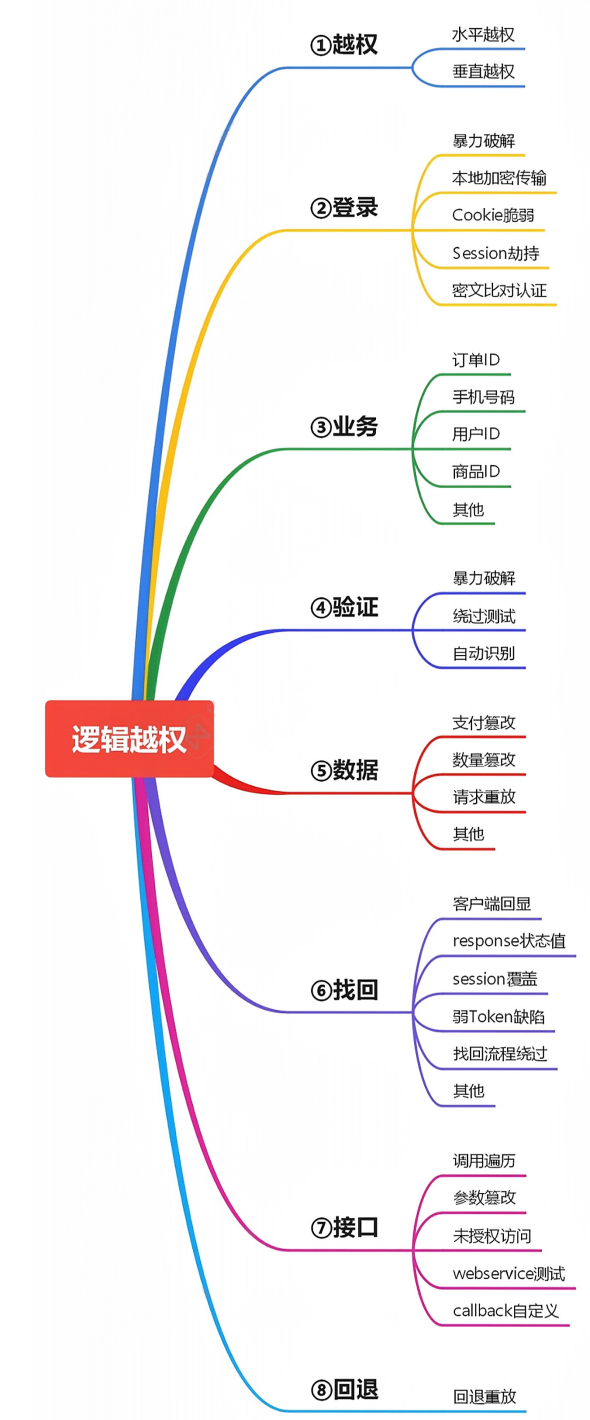 ①越权
水平越权
垂直越权
②登录
暴力破解
本地加密传输
Cookie脆弱
Session劫持
密文比对认证
③业务
订单ID
手机号码
用户ID
商品ID
其他
④验证
暴力破解
绕过测试
自动识别
逻辑越权
⑤数据
支付篡改
数量篡改
请求重放
其他
⑥找回
客户端回显
response状态值
session覆盖
弱Token缺陷
找回流程绕过
其他
⑦接口
调用遍历
参数篡改
未授权访问
webservice测试
callback自定义
⑧回退
回退重放